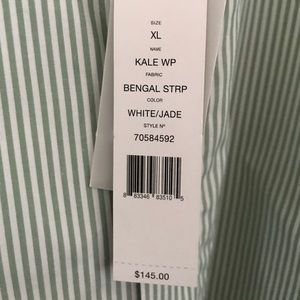 SIZE
XL
NAME
KALE WP
FABRIC
BENGAL STRP
COLOR
WHITE/JADE
STYLE Nº
70584592
8 83346 83510 5
$145.00